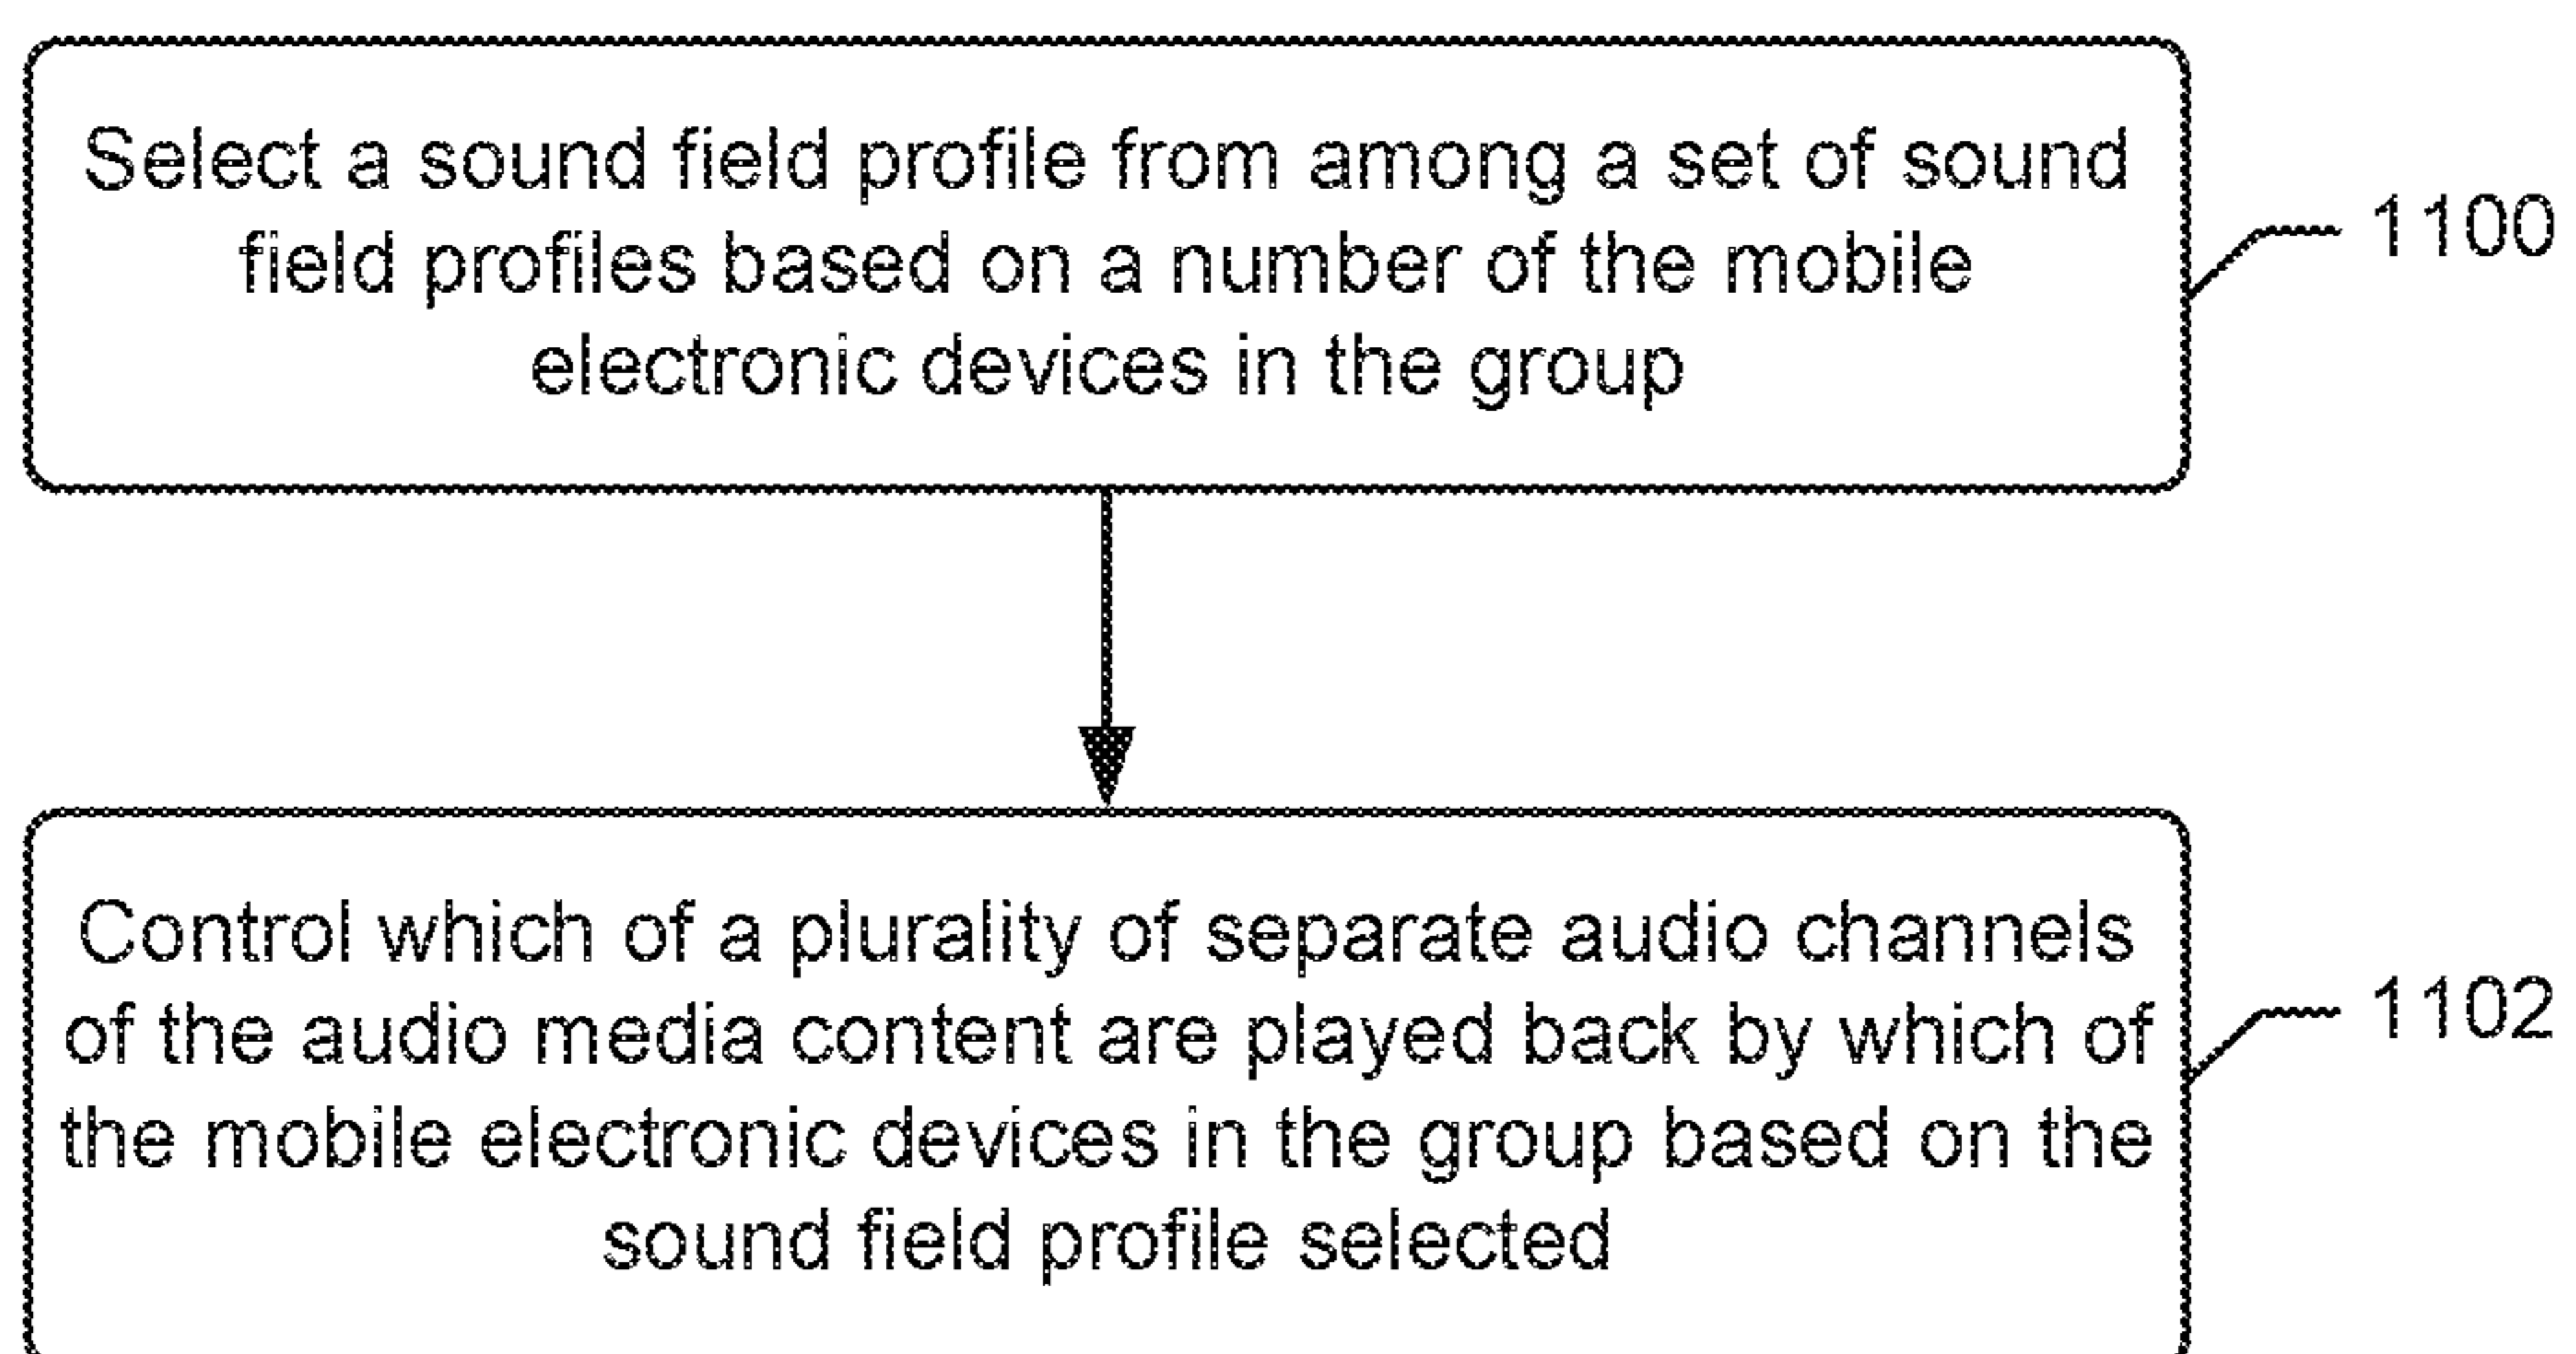 Select a sound field profile from among a set of sound
field profiles based on a number of the mobile
electronic devices in the group
1100
Control which of a plurality of separate audio channels
of the audio media content are played back by which of
the mobile electronic devices in the group based on the
sound field profile selected
1102